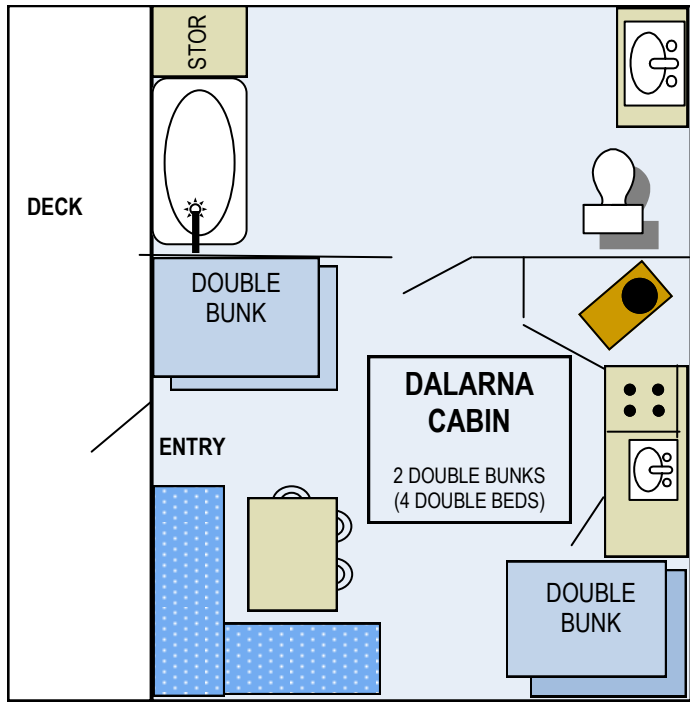 STOR
DECK
DOUBLE
BUNK
DALARNA
CABIN
2 DOUBLE BUNKS
(4 DOUBLE BEDS)
ENTRY
DOUBLE
BUNK